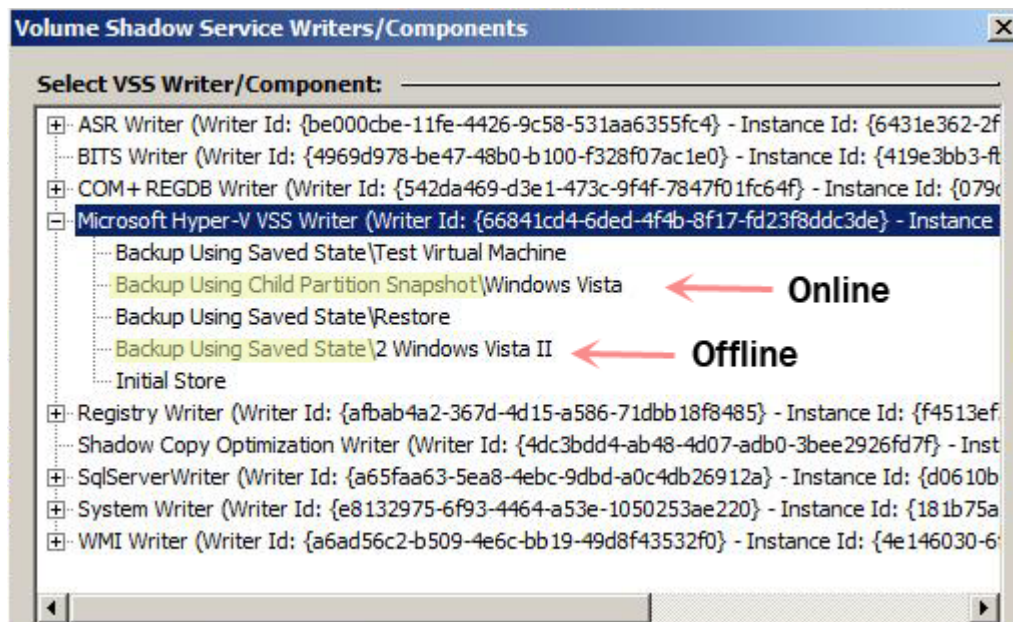 Volume Shadow Service Writers/Components
Select VSS Writer/Component:
ASR Writer (Writer Id: {be000cbe-11fe-4426-9c58-531aa6355fc4} - Instance Id: {6431e362-2f
BITS Writer (Writer Id: {4969d978-be47-48b0-b100-f328f07ac1e0} - Instance Id: {419e3bb3-fb
COM+ REGDB Writer (Writer Id: {542da469-d3e1-473c-9f4f-7847f01fc64f} - Instance Id: {079c
Microsoft Hyper-V VSS Writer (Writer Id: {66841cd4-6ded-4f4b-8f17-fd23f8ddc3de} - Instance
Backup Using Saved State\Test Virtual Machine
Backup Using Child Partition Snapshot\Windows Vista Online
Backup Using Saved State\Restore
Backup Using Saved State\2 Windows Vista II Offline
Initial Store
Registry Writer (Writer Id: {afbab4a2-367d-4d15-a586-71dbb18f8485} - Instance Id: {f4513ef
Shadow Copy Optimization Writer (Writer Id: {4dc3bdd4-ab48-4d07-adb0-3bee2926fd7f} - Inst
SqlServerWriter (Writer Id: {a65faa63-5ea8-4ebc-9dbd-a0c4db26912a} - Instance Id: {d0610b
System Writer (Writer Id: {e8132975-6f93-4464-a53e-1050253ae220} - Instance Id: {181b75a
WMI Writer (Writer Id: {a6ad56c2-b509-4e6c-bb19-49d8f43532f0} - Instance Id: {4e146030-6